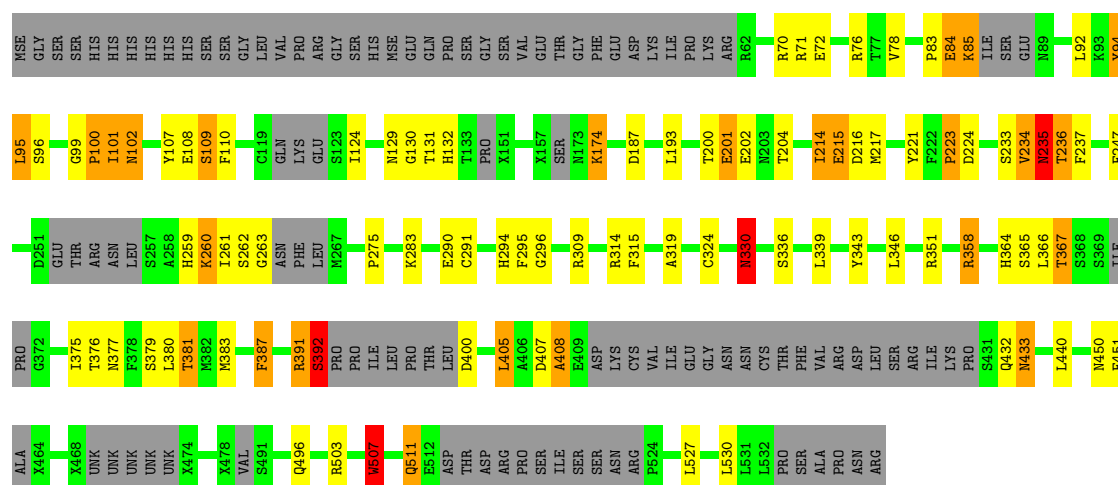 MSE GLY SER SER HIS HIS HIS HIS HIS HIS SER SER GLY LEU VAL PRO ARG GLY SER HIS MSE GLU GLN PRO SER GLY SER VAL GLU THR GLY PHE GLU ASP LYS ILE PRO LYS ARG R62 R70 R71 E72 R76 T77 V78 P83 E84 K85 ILE SER GLU N89 L92 K93
L95 S96 G99 P100 I101 N102 Y107 E108 S109 F110 C119 GLN LYS GLU S123 I124 N129 G130 T131 H132 T133 PRO X151 X157 SER N173 K174 D187 L193 T200 E201 E202 N203 T204 I214 E215 D216 M217 Y221 F222 P223 D224 S233 V234 N235 T236 F237
D251 GLU THR ARG ASN LEU S257 A258 H259 K260 I261 S262 G263 ASN PHE LEU M267 P275 K283 E290 C291 H294 F295 G296 R309 R314 F315 A319 C324 N330 S336 L339 Y343 L346 R351 R358 H364 S365 L366 T367 S368 S369 ILE
PRO G372 I375 T376 N377 F378 S379 L380 T381 M382 M383 F387 R391 S392 PRO PRO ILE LEU PRO THR LEU D400 L405 A406 D407 A408 E409 ASP LYS CYS VAL ILE GLU GLY ASN ASN CYS THR PHE VAL ARG ASP LEU SER ARG ILE LYS PRO S431 Q432 N433 L440 N450
ALA X464 X468 UNK UNK UNK UNK UNK X474 X478 VAL S491 Q496 R503 W507 Q511 E512 ASP THR ASP ARG PRO SER ILE SER SER ASN ARG P524 L527 L530 L531 L532 PRO SER ALA PRO ASN ARG